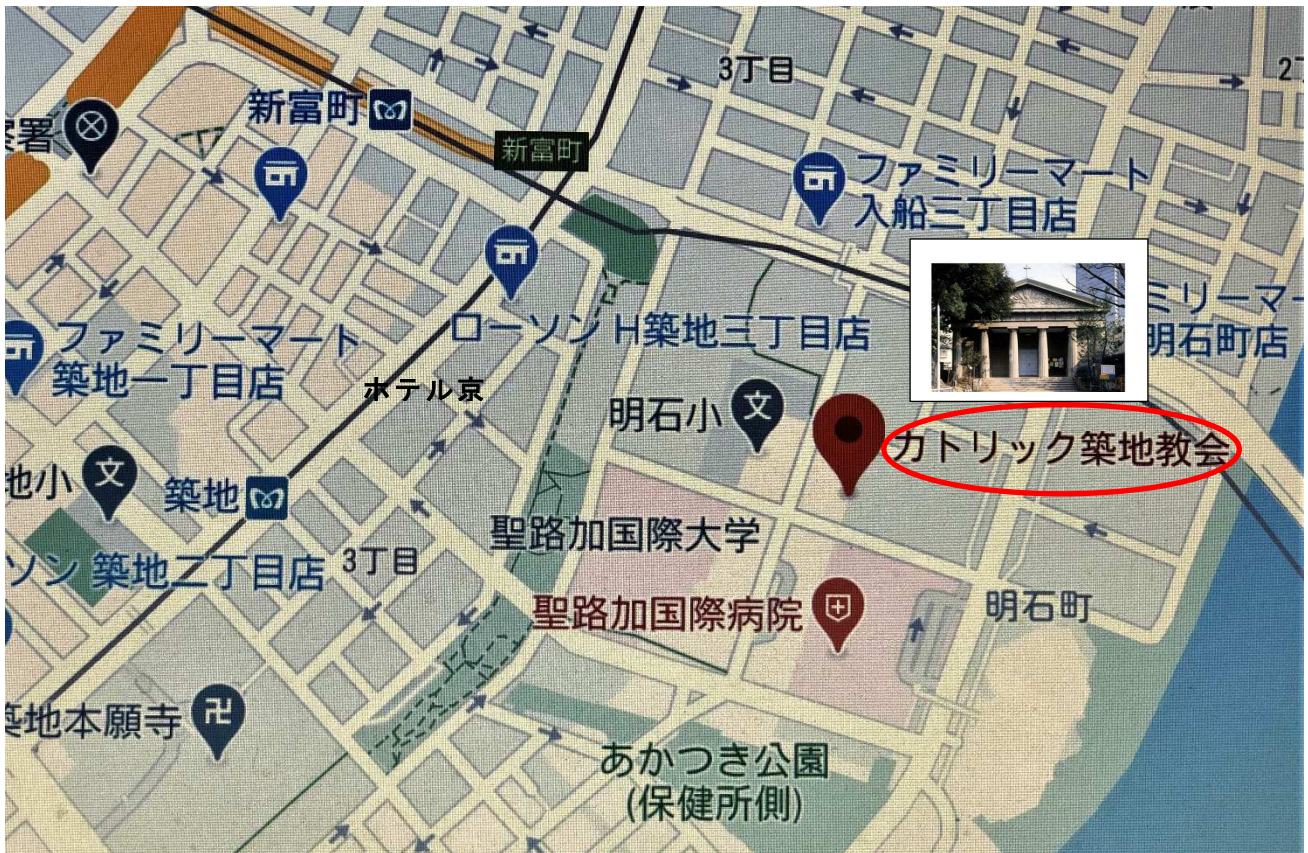 3丁目
新富町
署
新富町
ファミリーマート
入船三丁目店
ミリーマー
明石町店
ローソン H築地三丁目店
ファミリーマート
築地一丁目店
ホテル京
明石小
文
カトリック築地教会
地小
文
築地
聖路加国際大学
ソン 築地二丁目店
3丁目
聖路加国際病院
明石町
築地本願寺
卍
あかつき公園
(保健所側)